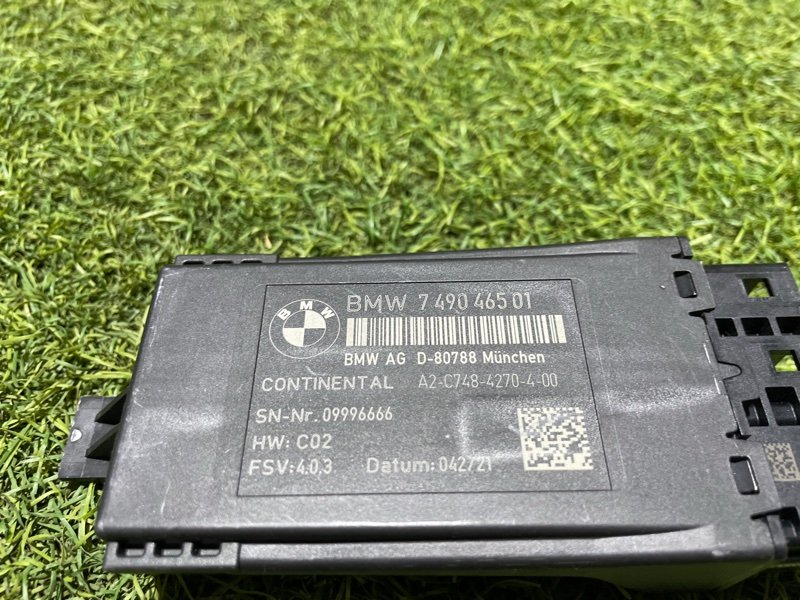 BMW
BMW 7 490 465 01
BMW AG D-80788 München
CONTINENTAL A2-C748-4270-4-00
SN-Nr. 09996666
HW: C02
FSV: 4.0,3 Datum: 042721